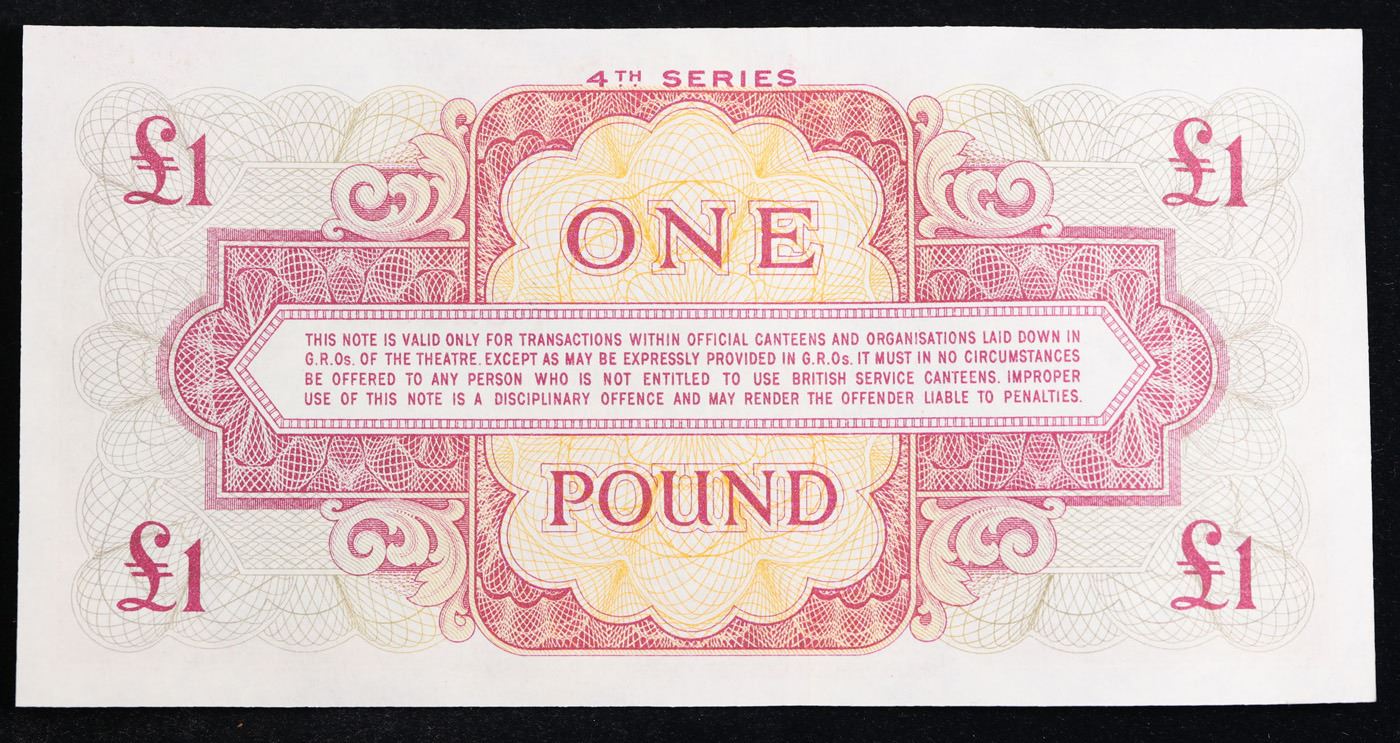 4TH SERIES
£1
£1
ONE
THIS NOTE IS VALID ONLY FOR TRANSACTIONS WITHIN OFFICIAL CANTEENS AND ORGANISATIONS LAID DOWN IN
G.R.Os. OF THE THEATRE. EXCEPT AS MAY BE EXPRESSLY PROVIDED IN G.R.Os. IT MUST IN NO CIRCUMSTANCES
BE OFFERED TO ANY PERSON WHO IS NOT ENTITLED TO USE BRITISH SERVICE CANTEENS. IMPROPER
USE OF THIS NOTE IS A DISCIPLINARY OFFENCE AND MAY RENDER THE OFFENDER LIABLE TO PENALTIES.
POUND
£1
£1